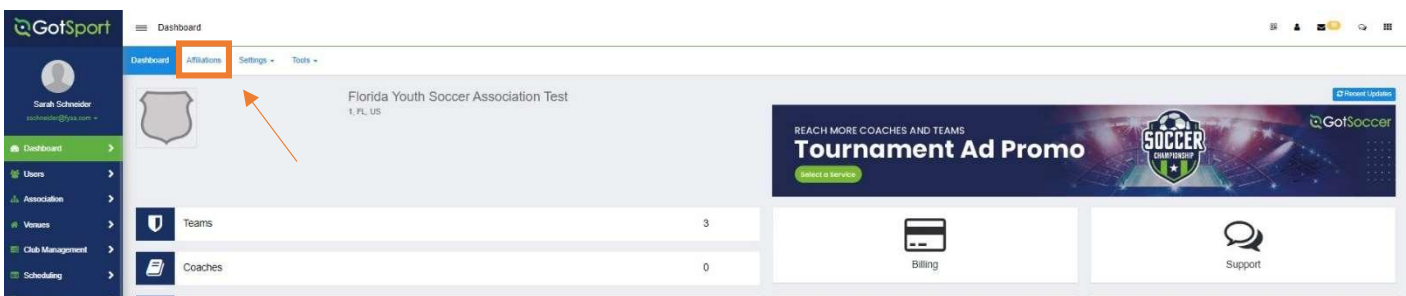 GotSport
Dashboard
Sarah Schneider
Dashboard Affiliations Settings Tools
Florida Youth Soccer Association Test
1, FL, US
Recent Updates
REACH MORE COACHES AND TEAMS
Tournament Ad Promo
Select a Service
SOCCER
CHAMPIONSHIP
GotSoccer
Dashboard
Users
Association
Venues
Club Management
Scheduling
Teams 3
Coaches 0
Billing
Support